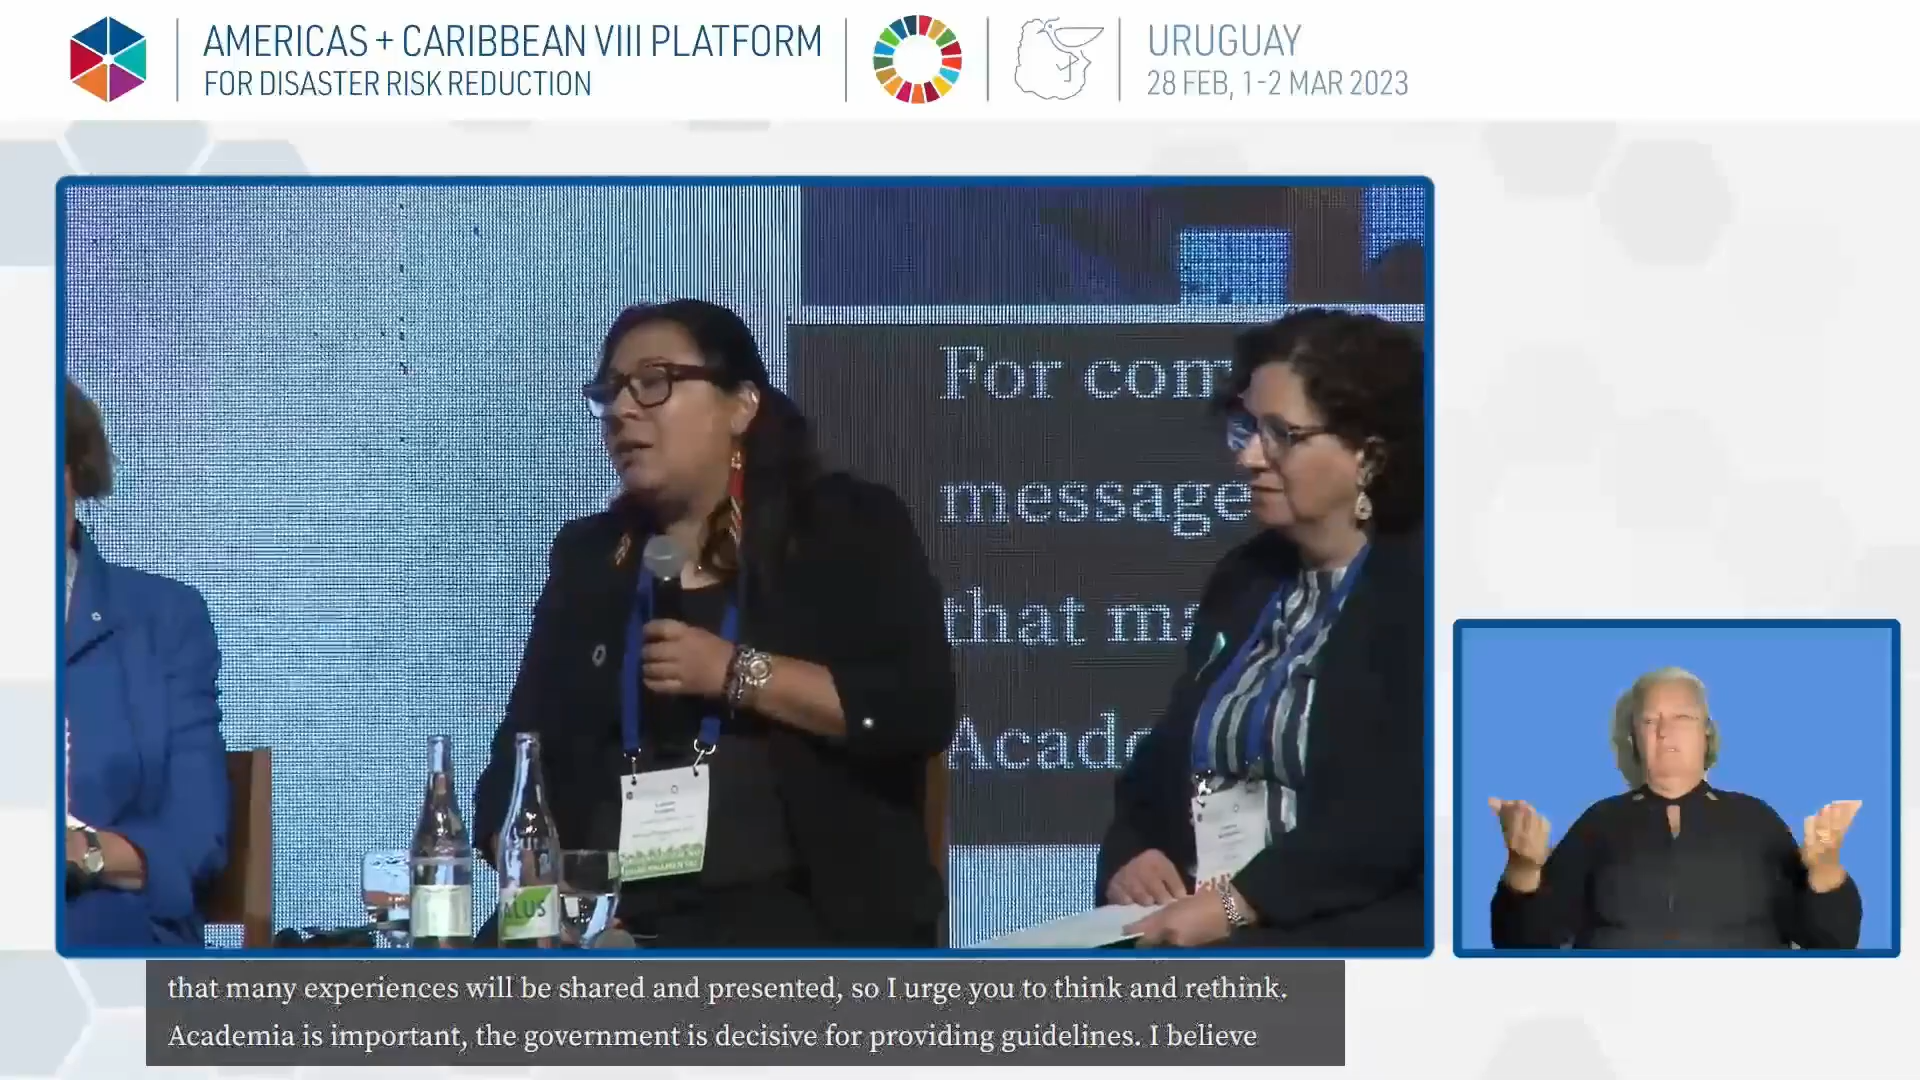 AMERICAS + CARIBBEAN VIII PLATFORM
FOR DISASTER RISK REDUCTION
URUGUAY
28 FEB, 1-2 MAR 2023
For com
message
that ma
Acade
ALUS
that many experiences will be shared and presented, so I urge you to think and rethink.
Academia is important, the government is decisive for providing guidelines. I believe